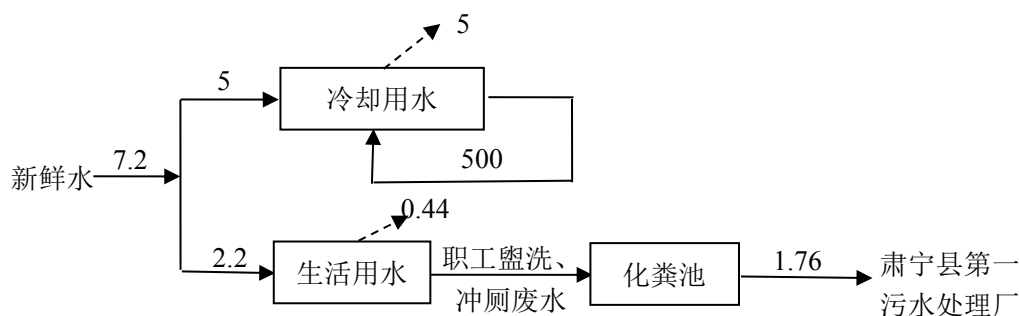 5
5
冷却用水
500
新鲜水 7.2
0.44
2.2
生活用水
职工盥洗、
冲厕废水
化粪池
1.76
肃宁县第一
污水处理厂